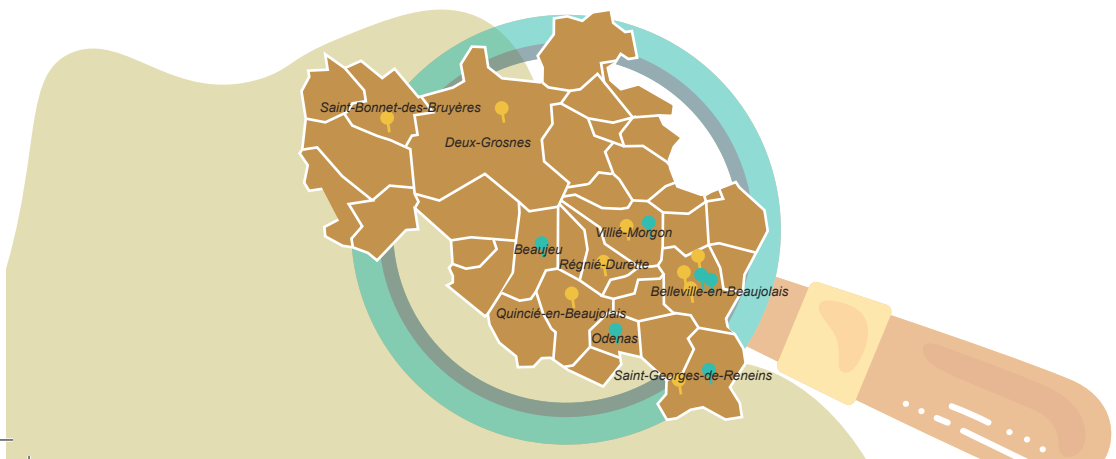 Saint-Bonnet-des-Bruyères
Deux-Grosnes
Villié-Morgon
Beaujeu
Régnié-Durette
Belleville-en-Beaujolais
Quincié-en-Beaujolais
Odenas
Saint-Georges-de-Reneins